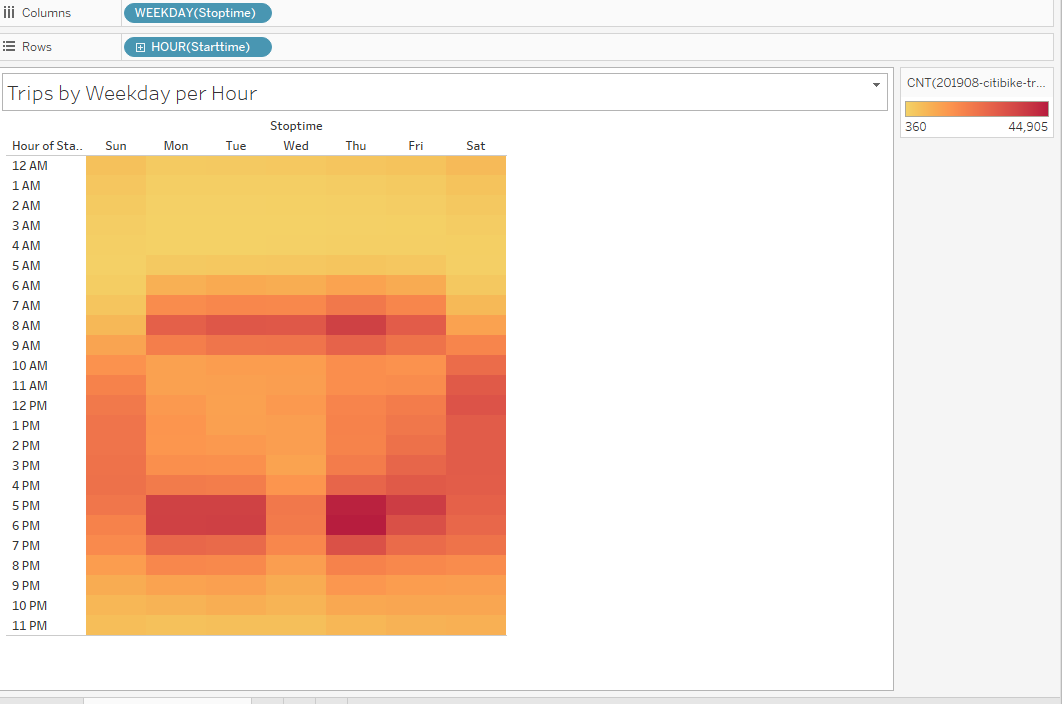 Columns WEEKDAY(Stoptime)
Rows HOUR(Starttime)
Trips by Weekday per Hour
CNT(201908-citibike-tr...
360 44,905
Stoptime
Hour of Sta.. Sun Mon Tue Wed Thu Fri Sat
12 AM
1 AM
2 AM
3 AM
4 AM
5 AM
6 AM
7 AM
8 AM
9 AM
10 AM
11 AM
12 PM
1 PM
2 PM
3 PM
4 PM
5 PM
6 PM
7 PM
8 PM
9 PM
10 PM
11 PM